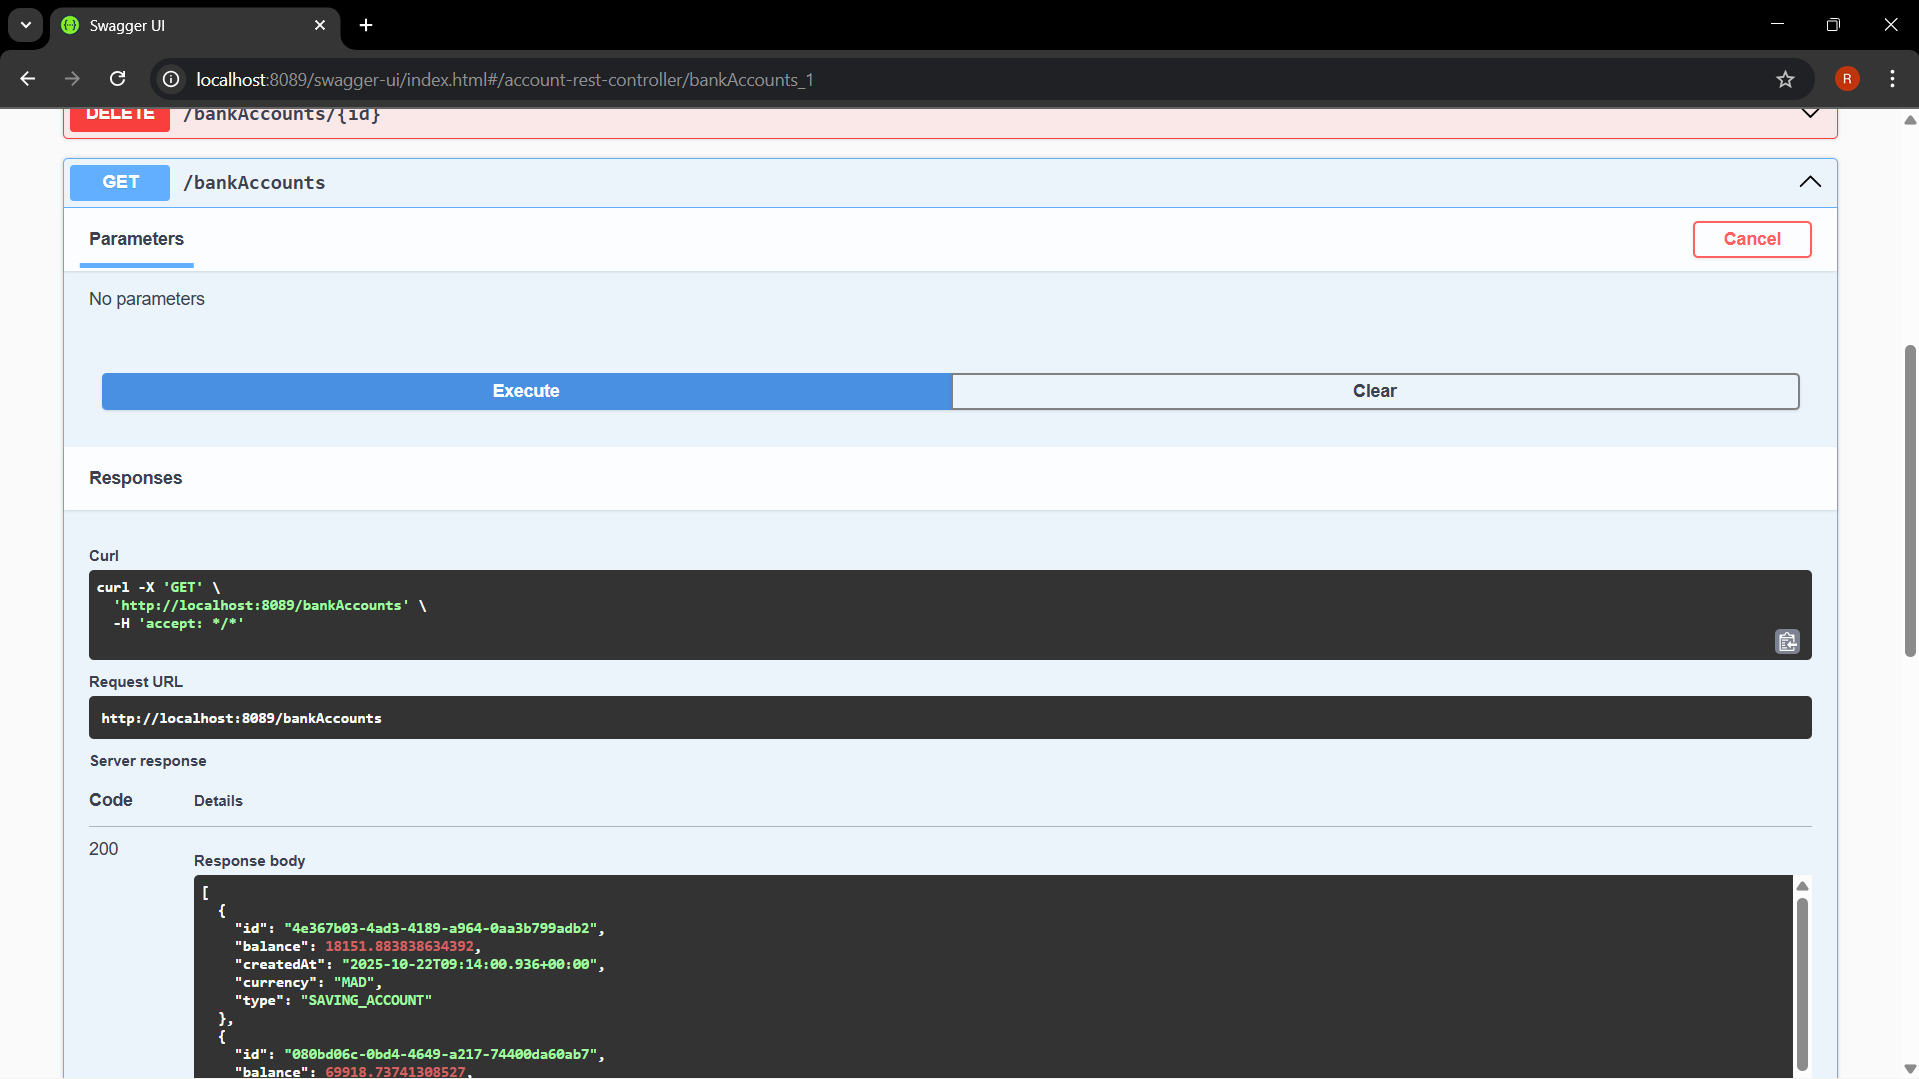 Swagger UI
localhost:8089/swagger-ui/index.html#/account-rest-controller/bankAccounts_1
R
DELETE /bankAccounts/{id}
GET /bankAccounts
Parameters
Cancel
No parameters
Execute
Clear
Responses
Curl
curl -X 'GET' \
'http://localhost:8089/bankAccounts' \
-H 'accept: */*'
Request URL
http://localhost:8089/bankAccounts
Server response
Code Details
200
Response body
[
{
"id": "4e367b03-4ad3-4189-a964-0aa3b799adb2",
"balance": 18151.883838634392,
"createdAt": "2025-10-22T09:14:00.936+00:00",
"currency": "MAD",
"type": "SAVING_ACCOUNT"
},
{
"id": "080bd06c-0bd4-4649-a217-74400da60ab7",
"balance": 69918.73741308527,